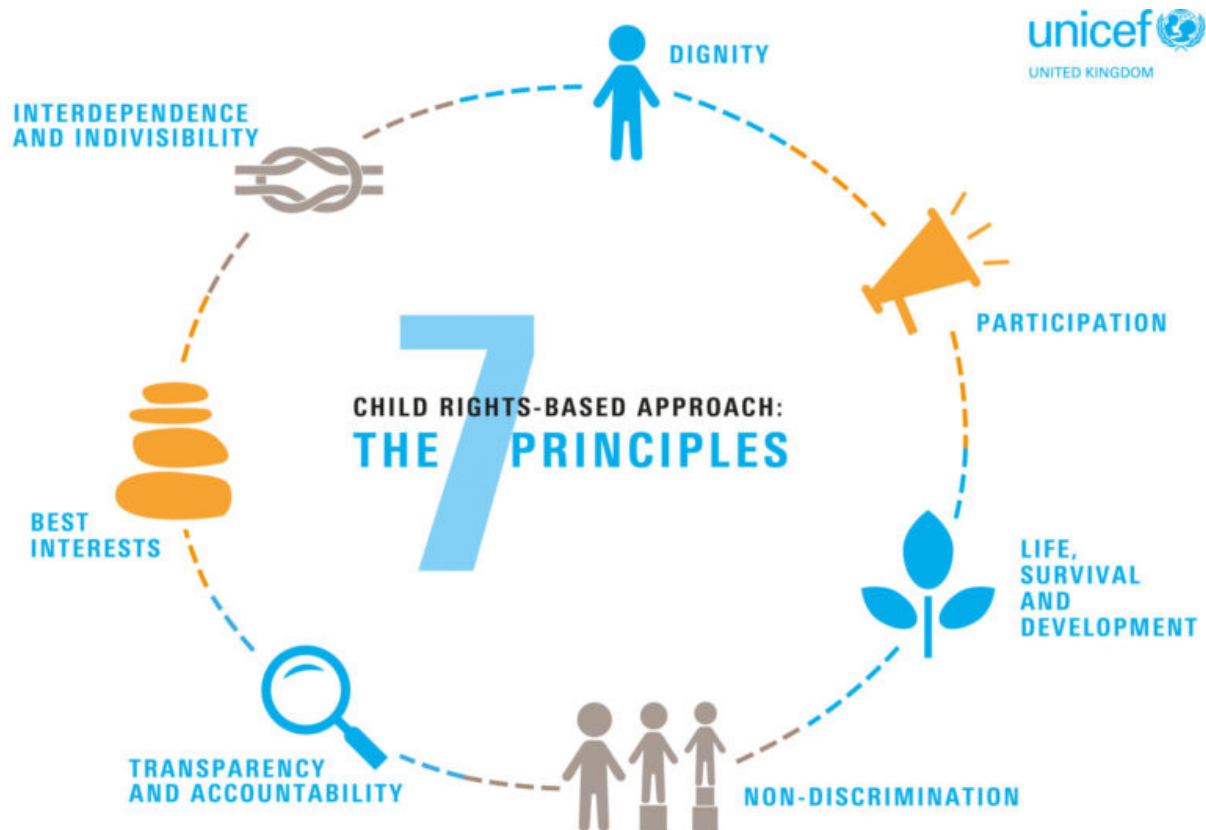 unicef
UNITED KINGDOM
DIGNITY
INTERDEPENDENCE
AND INDIVISIBILITY
PARTICIPATION
7
CHILD RIGHTS-BASED APPROACH:
THE PRINCIPLES
BEST
INTERESTS
LIFE,
SURVIVAL
AND
DEVELOPMENT
TRANSPARENCY
AND ACCOUNTABILITY
NON-DISCRIMINATION